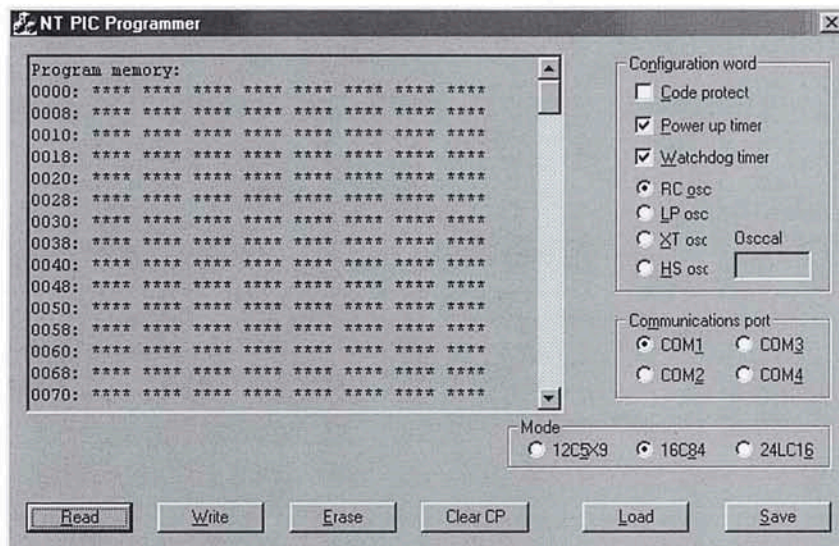 NT PIC Programmer
Program memory:
0000: **** **** **** **** **** **** **** ****
0008: **** **** **** **** **** **** **** ****
0010: **** **** **** **** **** **** **** ****
0018: **** **** **** **** **** **** **** ****
0020: **** **** **** **** **** **** **** ****
0028: **** **** **** **** **** **** **** ****
0030: **** **** **** **** **** **** **** ****
0038: **** **** **** **** **** **** **** ****
0040: **** **** **** **** **** **** **** ****
0048: **** **** **** **** **** **** **** ****
0050: **** **** **** **** **** **** **** ****
0058: **** **** **** **** **** **** **** ****
0060: **** **** **** **** **** **** **** ****
0068: **** **** **** **** **** **** **** ****
0070: **** **** **** **** **** **** **** ****
Configuration word
Code protect
Power up timer
Watchdog timer
RC osc
LP osc
XT osc
HS osc
Osccal
Communications port
COM1 COM3
COM2 COM4
Mode
12C5X9 16C84 24LC16
Read Write Erase Clear CP Load Save